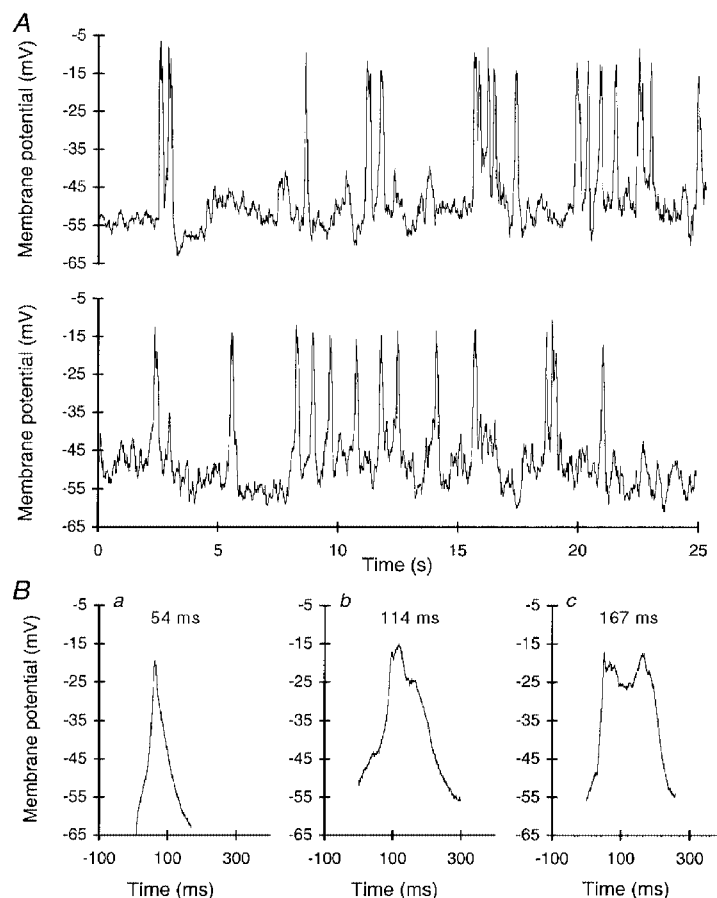 A
Membrane potential (mV)
-5
-15
-25
-35
-45
-55
-65
Membrane potential (mV)
-5
-15
-25
-35
-45
-55
-65
0 5 10 15 20 25
Time (s)
B
a b c
54 ms 114 ms 167 ms
Membrane potential (mV)
-5 -5 -5
-15 -15 -15
-25 -25 -25
-35 -35 -35
-45 -45 -45
-55 -55 -55
-65 -65 -65
-100 100 300 -100 100 300 -100 100 300
Time (ms) Time (ms) Time (ms)